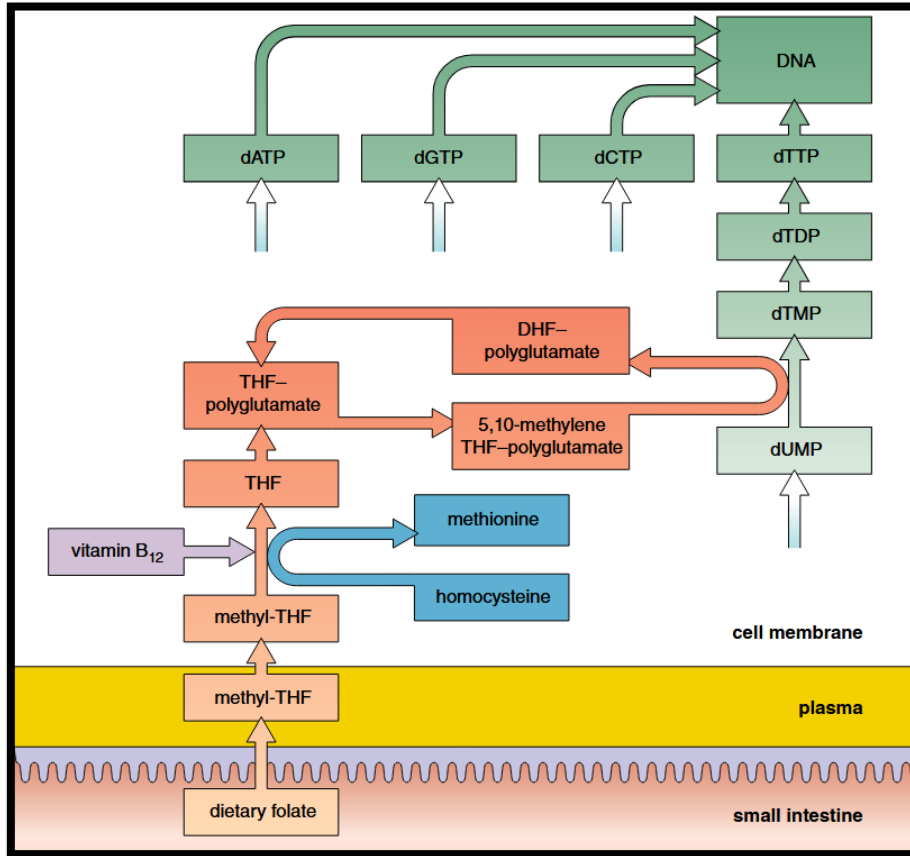 DNA
dATP
dGTP
dCTP
dTTP
dTDP
dTMP
DHF–
polyglutamate
THF–
polyglutamate
5,10-methylene
THF–polyglutamate
dUMP
THF
methionine
vitamin B₁₂
homocysteine
methyl-THF
cell membrane
methyl-THF
plasma
dietary folate
small intestine